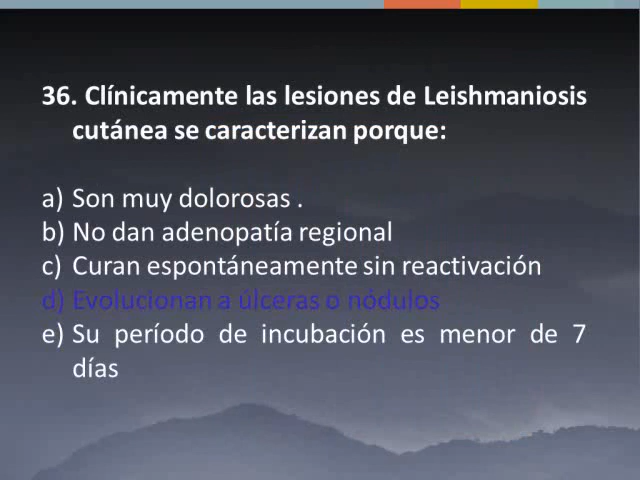 36. Clínicamente las lesiones de Leishmaniosis
cutánea se caracterizan porque:
a) Son muy dolorosas .
b) No dan adenopatía regional
c) Curan espontáneamente sin reactivación
d) Evolucionan a úlceras o nódulos
e) Su período de incubación es menor de 7
días